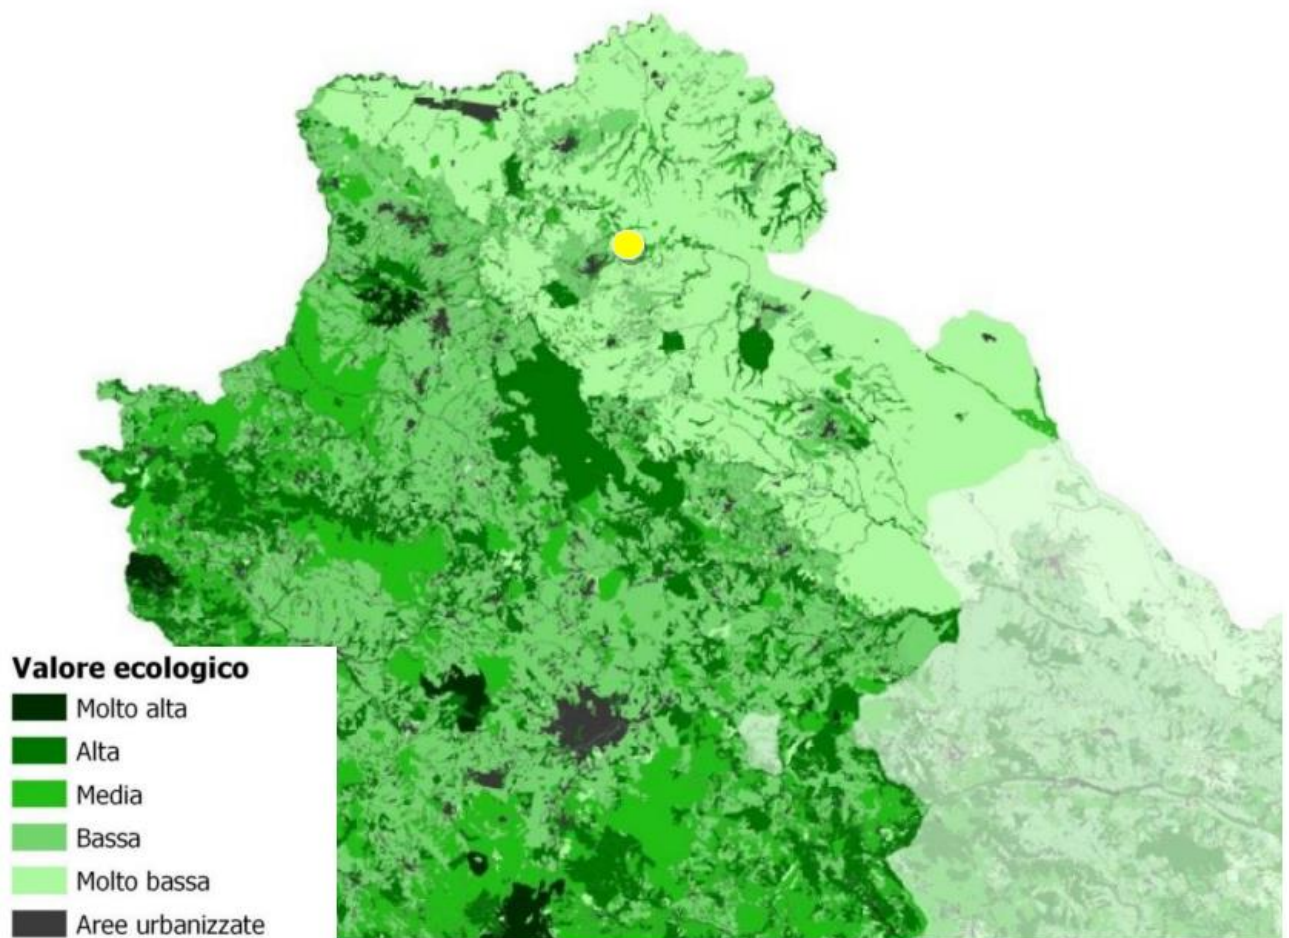 Valore ecologico
Molto alta
Alta
Media
Bassa
Molto bassa
Aree urbanizzate